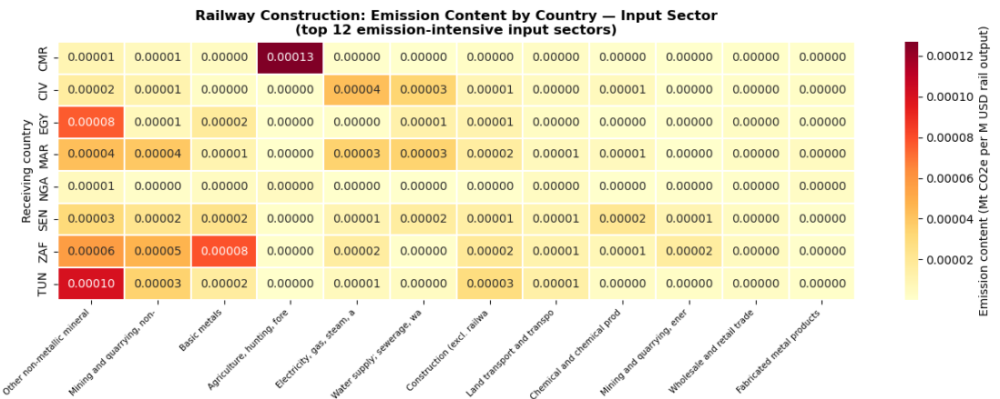 Railway Construction: Emission Content by Country — Input Sector
(top 12 emission-intensive input sectors)
Receiving country
CMR 0.00001 0.00001 0.00000 0.00013 0.00000 0.00000 0.00000 0.00000 0.00000 0.00000 0.00000 0.00000
CIV 0.00002 0.00001 0.00000 0.00000 0.00004 0.00003 0.00001 0.00000 0.00001 0.00000 0.00000 0.00000
EGY 0.00008 0.00001 0.00002 0.00000 0.00000 0.00001 0.00001 0.00000 0.00000 0.00000 0.00000 0.00000
MAR 0.00004 0.00004 0.00001 0.00000 0.00003 0.00003 0.00002 0.00001 0.00001 0.00000 0.00000 0.00000
NGA 0.00001 0.00000 0.00000 0.00000 0.00000 0.00000 0.00000 0.00000 0.00000 0.00000 0.00000 0.00000
SEN 0.00003 0.00002 0.00002 0.00000 0.00001 0.00002 0.00001 0.00001 0.00002 0.00001 0.00000 0.00000
ZAF 0.00006 0.00005 0.00008 0.00000 0.00002 0.00000 0.00002 0.00001 0.00001 0.00002 0.00000 0.00000
TUN 0.00010 0.00003 0.00002 0.00000 0.00001 0.00000 0.00003 0.00001 0.00000 0.00000 0.00000 0.00000
Other non-metallic mineral
Mining and quarrying, non-
Basic metals
Agriculture, hunting, fore
Electricity, gas, steam, a
Water supply; sewerage, wa
Construction (excl. railwa
Land transport and transpo
Chemical and chemical prod
Mining and quarrying, ener
Wholesale and retail trade
Fabricated metal products
0.00012
0.00010
0.00008
0.00006
0.00004
0.00002
Emission content (Mt CO2e per M USD rail output)